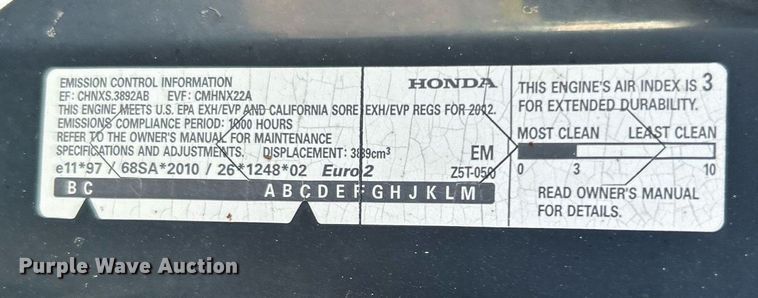 EMISSION CONTROL INFORMATION
EF: CHNXS.3892AB EVF: CMHNX22A
THIS ENGINE MEETS U.S. EPA EXH/EVP AND CALIFORNIA SORE EXH/EVP REGS FOR 2012.
EMISSIONS COMPLIANCE PERIOD: 1000 HOURS
REFER TO THE OWNER'S MANUAL FOR MAINTENANCE
SPECIFICATIONS AND ADJUSTMENTS. DISPLACEMENT: 389cm³
e11*97 / 68SA*2010 / 26*1248*02 Euro 2
B C A B C D E F G H J K L M
HONDA
EM
Z5T-050
THIS ENGINE'S AIR INDEX IS 3
FOR EXTENDED DURABILITY.
MOST CLEAN LEAST CLEAN
0 3 10
READ OWNER'S MANUAL
FOR DETAILS.
Purple Wave Auction